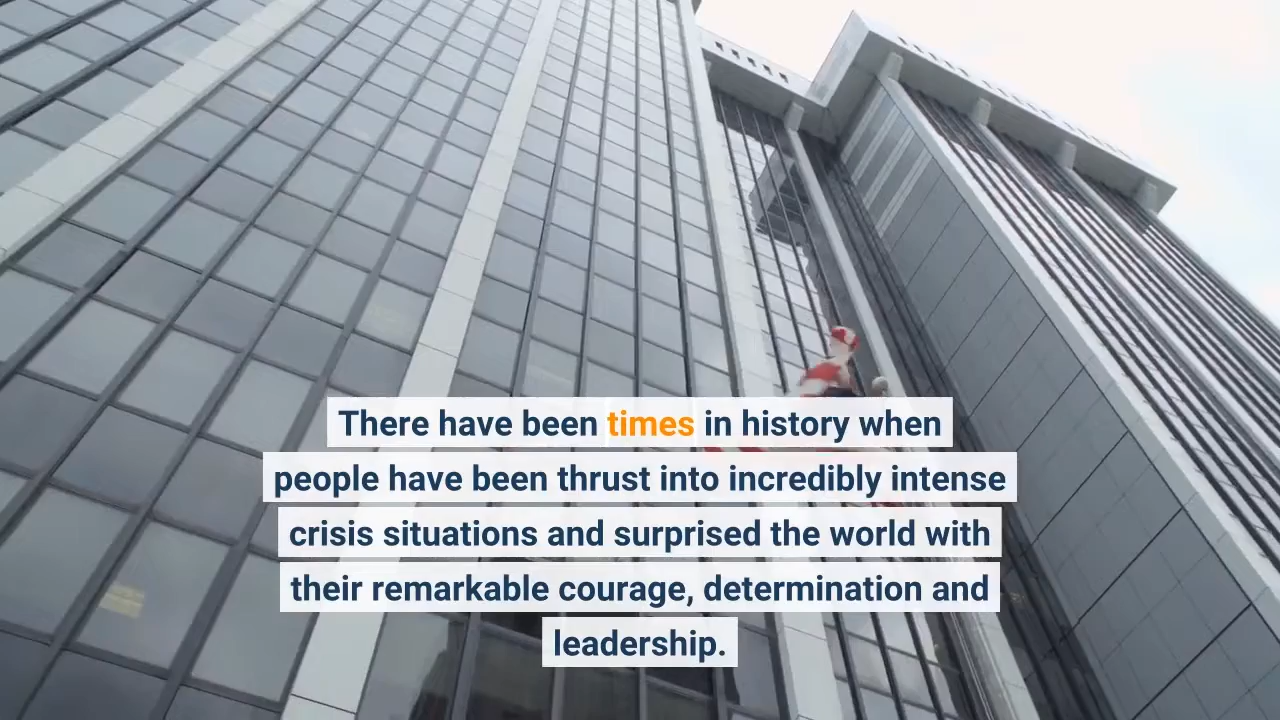 There have been times in history when
people have been thrust into incredibly intense
crisis situations and surprised the world with
their remarkable courage, determination and
leadership.